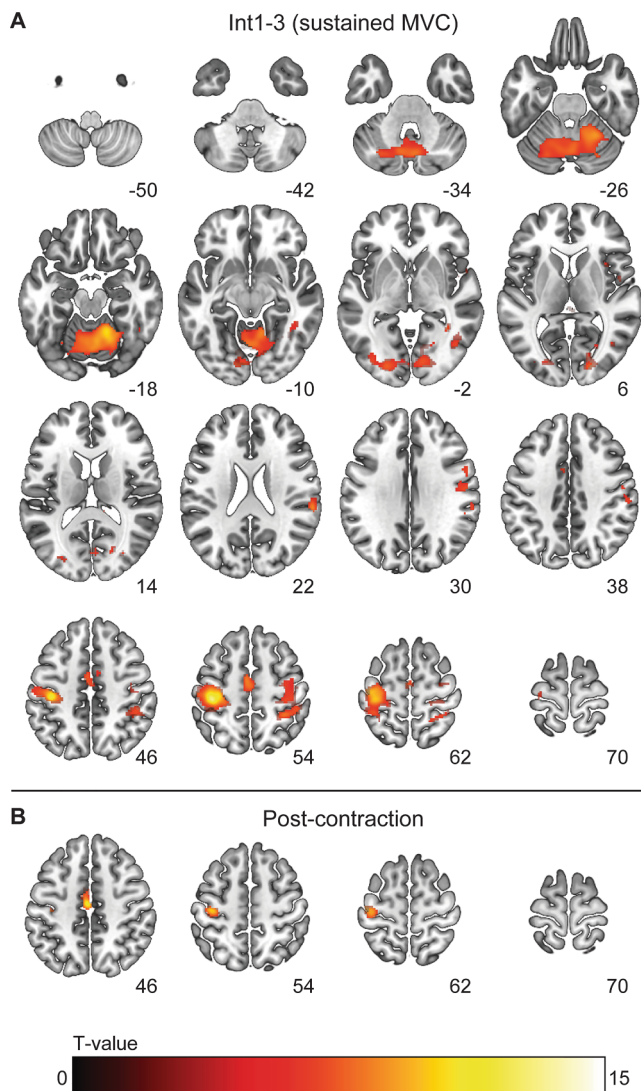 A Int1-3 (sustained MVC)
-50 -42 -34 -26
-18 -10 -2 6
14 22 30 38
46 54 62 70
B Post-contraction
46 54 62 70
T-value
0 15